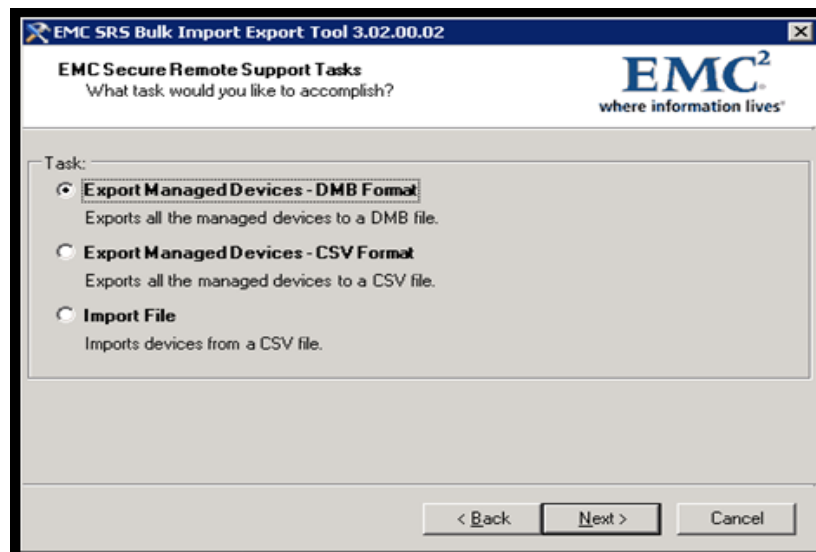 EMC SRS Bulk Import Export Tool 3.02.00.02
EMC Secure Remote Support Tasks
What task would you like to accomplish?
EMC²
where information lives®
Task:
Export Managed Devices - DMB Format
Exports all the managed devices to a DMB file.
Export Managed Devices - CSV Format
Exports all the managed devices to a CSV file.
Import File
Imports devices from a CSV file.
< Back
Next >
Cancel